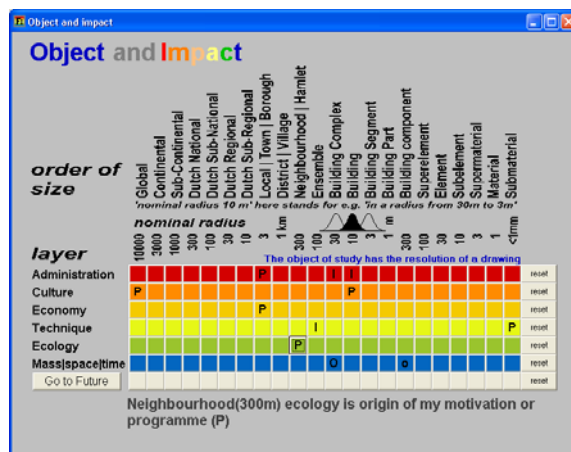 Object and impact
Object and Impact
order of
size
Global
Continental
Sub-Continental
Dutch National
Dutch Sub-National
Dutch Regional
Dutch Sub-Regional
Local | Town | Borough
District | Village
Neighbourhood | Hamlet
Ensemble
Building Complex
Building
Building Segment
Building Part
Building component
Superelement
Element
Subelement
Supermaterial
Material
Submaterial
'nominal radius 10 m' here stands for e.g. 'in a radius from 30m to 3m'
nominal radius
10000 3000 1000 300 100 30 10 3 1 km 300 100 30 10 3 1 m 300 100 30 10 3 1 <1mm
layer
The object of study has the resolution of a drawing
Administration P I I reset
Culture P P reset
Economy P reset
Technique I P reset
Ecology P reset
Mass|space|time O o reset
Go to Future reset
Neighbourhood(300m) ecology is origin of my motivation or
programme (P)